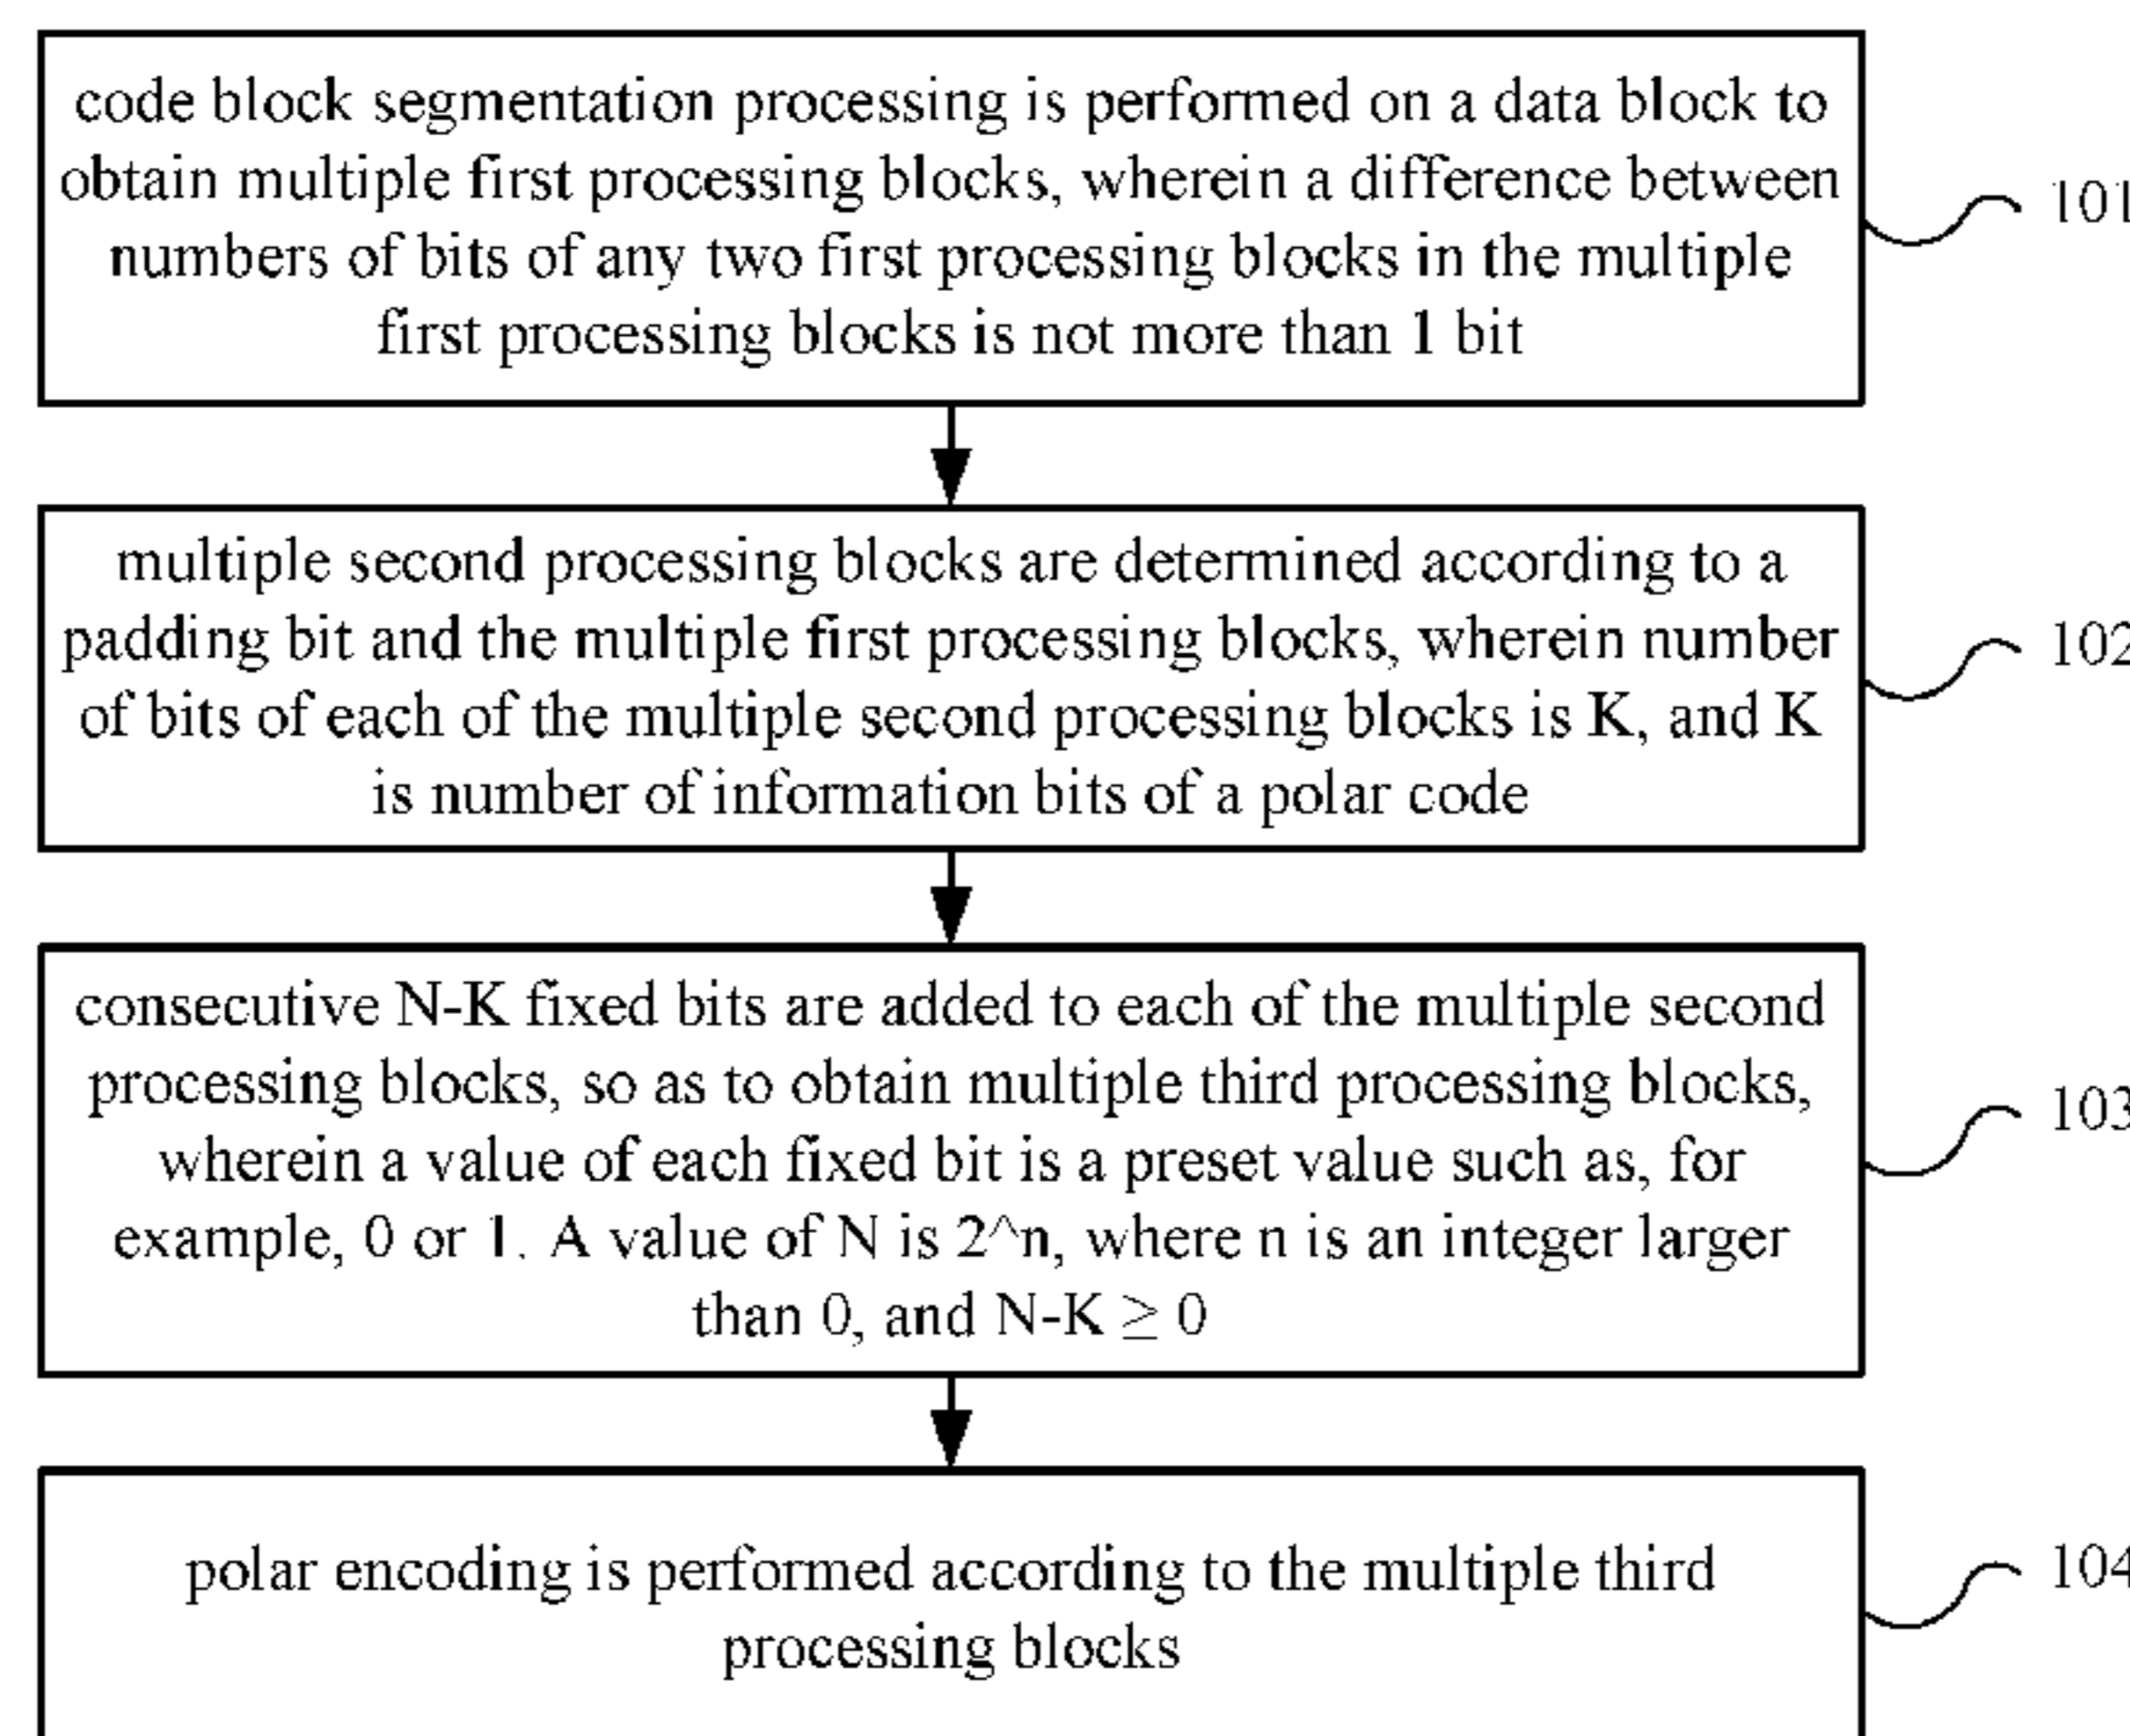 code block segmentation processing is performed on a data block to
obtain multiple first processing blocks, wherein a difference between
numbers of bits of any two first processing blocks in the multiple
first processing blocks is not more than 1 bit
101
multiple second processing blocks are determined according to a
padding bit and the multiple first processing blocks, wherein number
of bits of each of the multiple second processing blocks is K, and K
is number of information bits of a polar code
102
consecutive N-K fixed bits are added to each of the multiple second
processing blocks, so as to obtain multiple third processing blocks,
wherein a value of each fixed bit is a preset value such as, for
example, 0 or 1. A value of N is 2^n, where n is an integer larger
than 0, and N-K ≥ 0
103
polar encoding is performed according to the multiple third
processing blocks
104